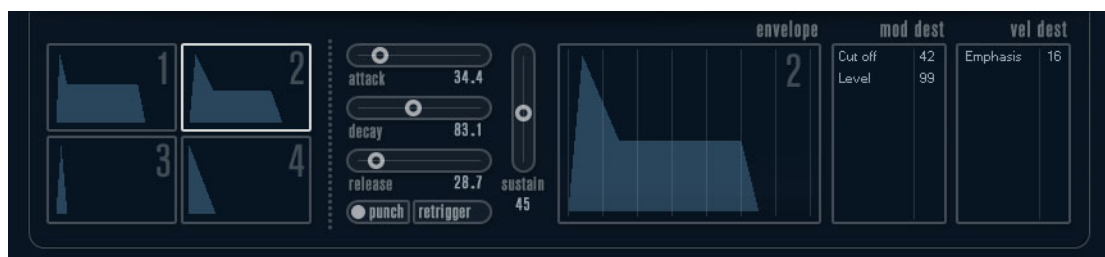 envelope mod dest vel dest
1 2
attack 34.4
decay 83.1
release 28.7
punch retrigger
sustain
45
3 4
2
Cut off 42
Level 99
Emphasis 16